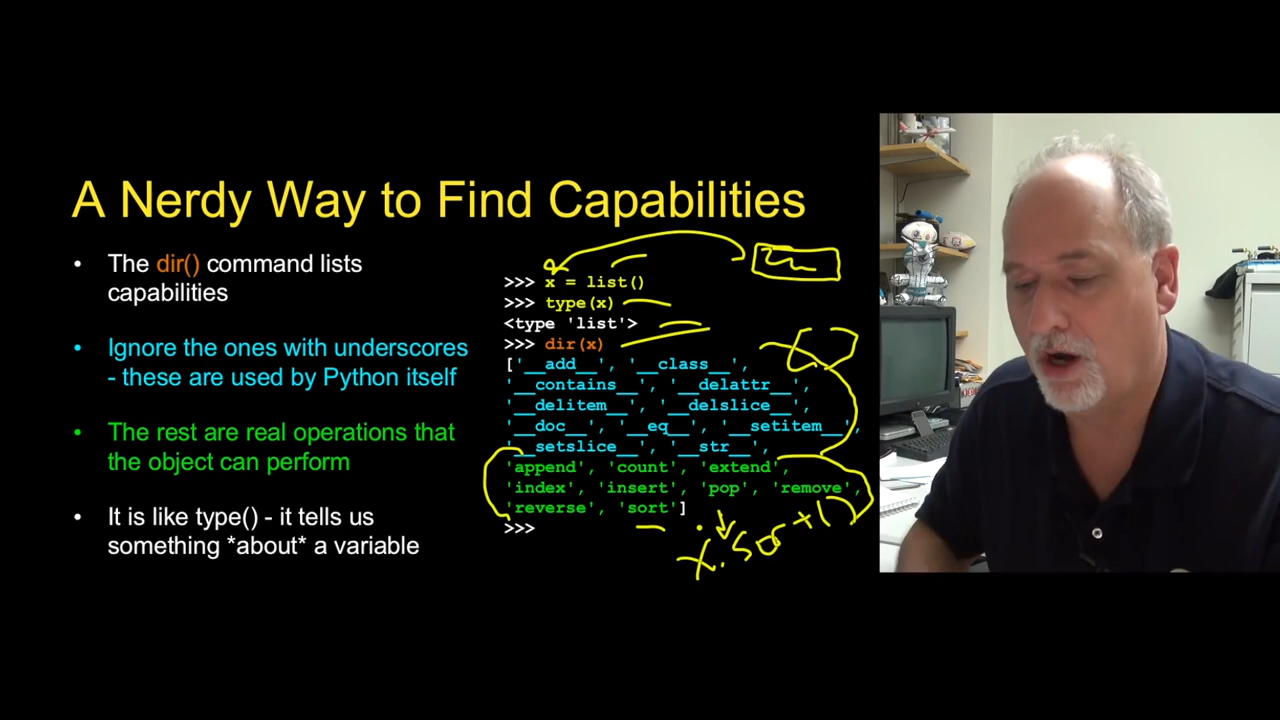 A Nerdy Way to Find Capabilities
• The dir() command lists
capabilities
• Ignore the ones with underscores
- these are used by Python itself
• The rest are real operations that
the object can perform
• It is like type() - it tells us
something *about* a variable
>>> x = list()
>>> type(x)
<type 'list'>
>>> dir(x)
['__add__', '__class__',
'__contains__', '__delattr__',
'__delitem__', '__delslice__',
'__doc__', '__eq__', '__setitem__',
'__setslice__', '__str__',
'append', 'count', 'extend',
'index', 'insert', 'pop', 'remove',
'reverse', 'sort']
>>>
x.sort()